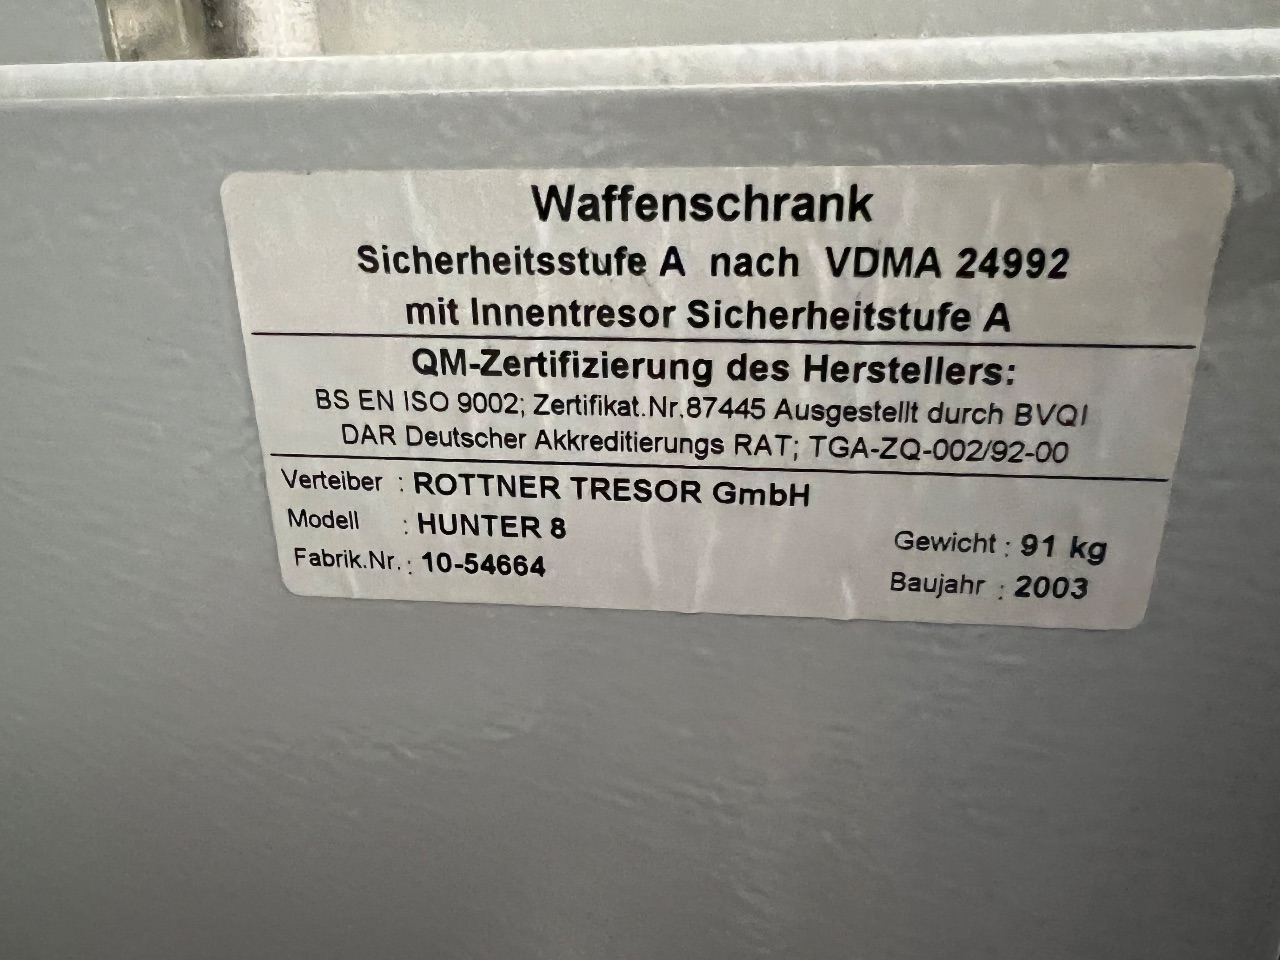 Waffenschrank
Sicherheitsstufe A nach VDMA 24992
mit Innentresor Sicherheitstufe A
QM-Zertifizierung des Herstellers:
BS EN ISO 9002; Zertifikat.Nr.87445 Ausgestellt durch BVQI
DAR Deutscher Akkreditierungs RAT; TGA-ZQ-002/92-00
Verteiber : ROTTNER TRESOR GmbH
Modell : HUNTER 8
Gewicht : 91 kg
Fabrik.Nr. : 10-54664
Baujahr : 2003